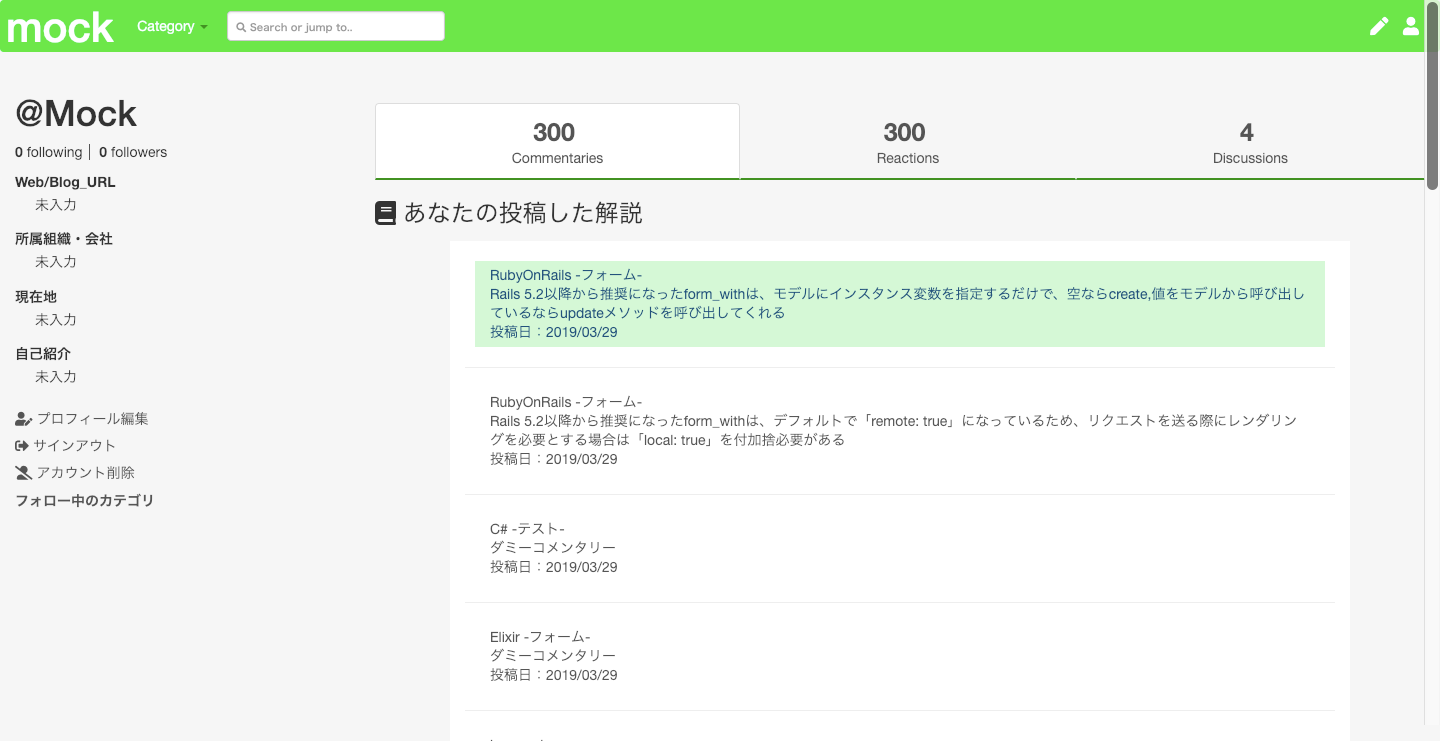 mock
Category
Search or jump to..
@Mock
0 following | 0 followers
Web/Blog_URL
未入力
所属組織・会社
未入力
現在地
未入力
自己紹介
未入力
プロフィール編集
サインアウト
アカウント削除
フォロー中のカテゴリ
300
Commentaries
300
Reactions
4
Discussions
あなたの投稿した解説
RubyOnRails -フォーム-
Rails 5.2以降から推奨になったform_withは、モデルにインスタンス変数を指定するだけで、空ならcreate,値をモデルから呼び出し
ているならupdateメソッドを呼び出してくれる
投稿日：2019/03/29
RubyOnRails -フォーム-
Rails 5.2以降から推奨になったform_withは、デフォルトで「remote: true」になっているため、リクエストを送る際にレンダリン
グを必要とする場合は「local: true」を付加捨必要がある
投稿日：2019/03/29
C# -テスト-
ダミーコメンタリー
投稿日：2019/03/29
Elixir -フォーム-
ダミーコメンタリー
投稿日：2019/03/29